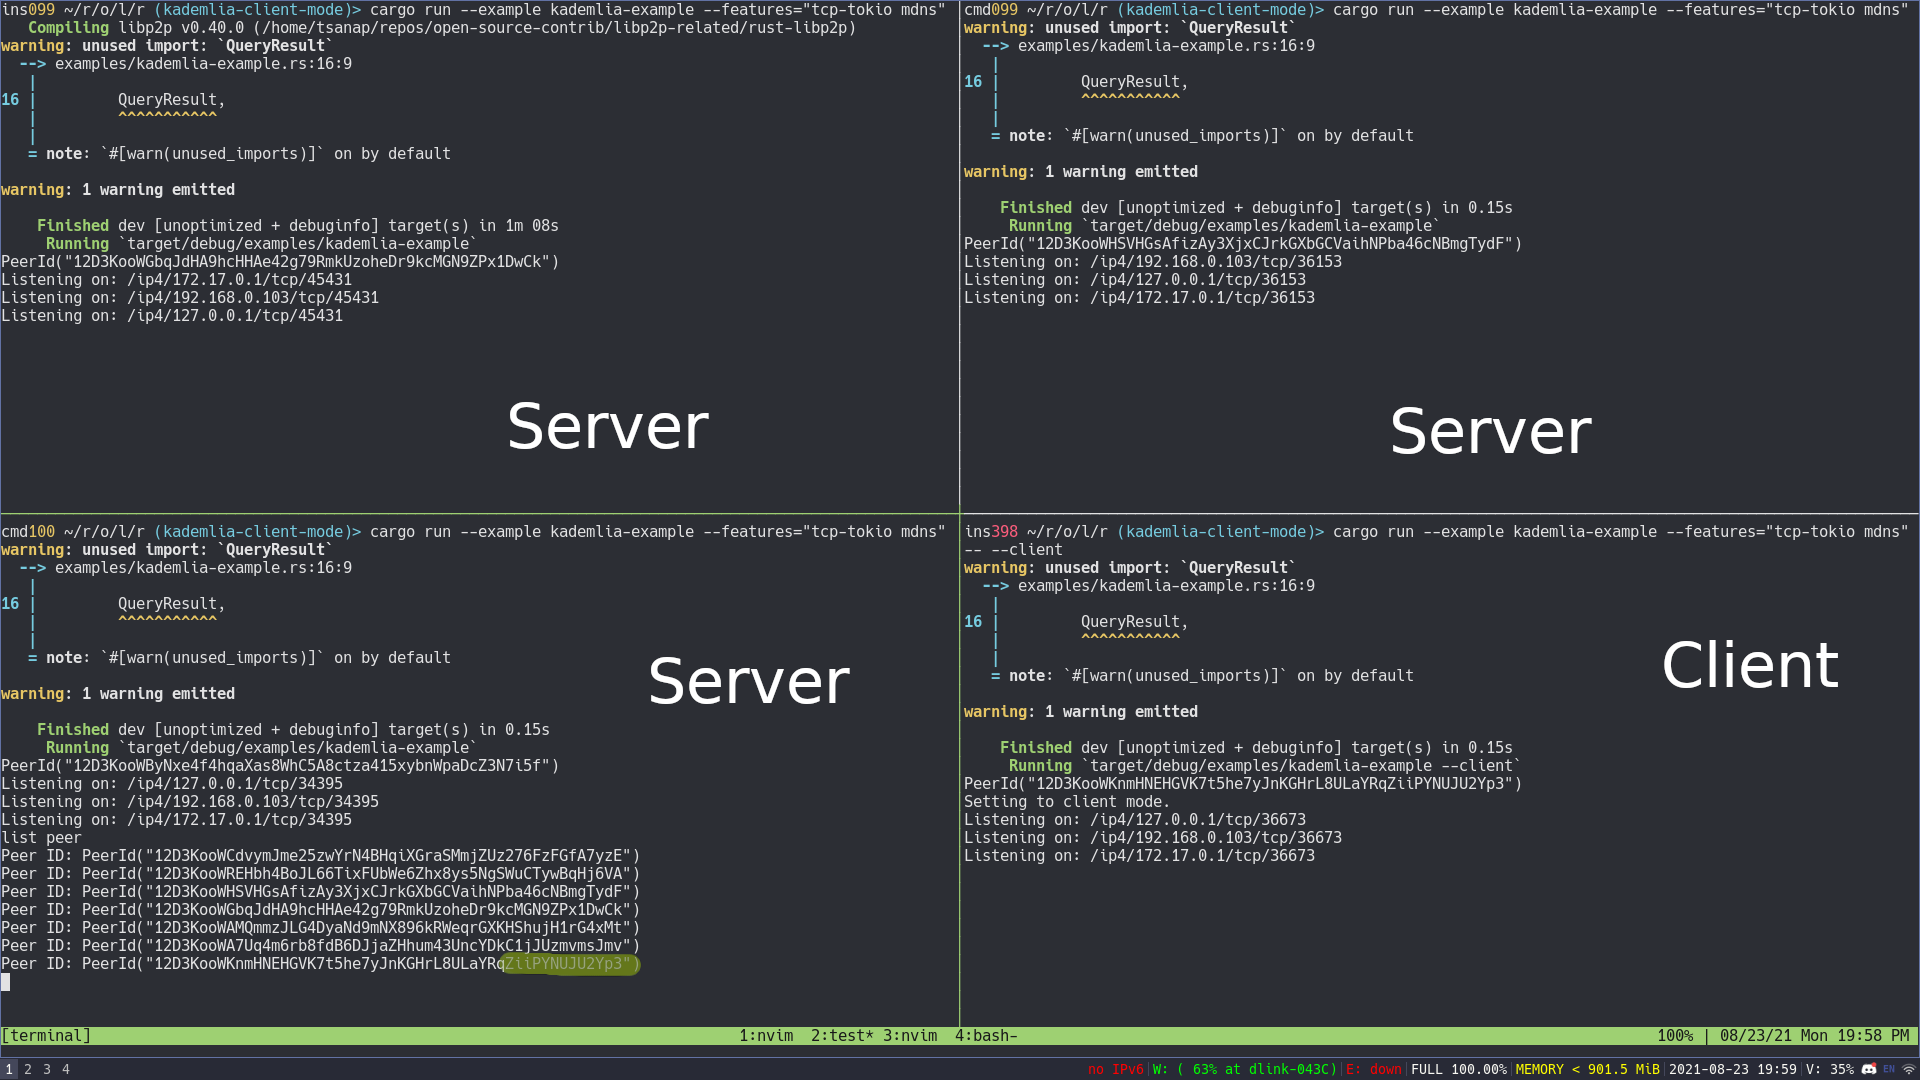 ins099 ~/r/o/l/r (kademlia-client-mode)> cargo run --example kademlia-example --features="tcp-tokio mdns"
   Compiling libp2p v0.40.0 (/home/tsanap/repos/open-source-contrib/libp2p-related/rust-libp2p)
warning: unused import: `QueryResult`
  --> examples/kademlia-example.rs:16:9
   |
16 |         QueryResult,
   |         ^^^^^^^^^^^
   |
   = note: `#[warn(unused_imports)]` on by default
warning: 1 warning emitted
    Finished dev [unoptimized + debuginfo] target(s) in 1m 08s
     Running `target/debug/examples/kademlia-example`
PeerId("12D3KooWGbqJdHA9hcHHAe42g79RmkUzoheDr9kcMGN9ZPx1DwCk")
Listening on: /ip4/172.17.0.1/tcp/45431
Listening on: /ip4/192.168.0.103/tcp/45431
Listening on: /ip4/127.0.0.1/tcp/45431
Server
cmd099 ~/r/o/l/r (kademlia-client-mode)> cargo run --example kademlia-example --features="tcp-tokio mdns"
warning: unused import: `QueryResult`
  --> examples/kademlia-example.rs:16:9
   |
16 |         QueryResult,
   |         ^^^^^^^^^^^
   |
   = note: `#[warn(unused_imports)]` on by default
warning: 1 warning emitted
    Finished dev [unoptimized + debuginfo] target(s) in 0.15s
     Running `target/debug/examples/kademlia-example`
PeerId("12D3KooWHSVHGsAfizAy3XjxCJrkGXbGCVaihNPba46cNBmgTydF")
Listening on: /ip4/192.168.0.103/tcp/36153
Listening on: /ip4/127.0.0.1/tcp/36153
Listening on: /ip4/172.17.0.1/tcp/36153
Server
cmd100 ~/r/o/l/r (kademlia-client-mode)> cargo run --example kademlia-example --features="tcp-tokio mdns"
warning: unused import: `QueryResult`
  --> examples/kademlia-example.rs:16:9
   |
16 |         QueryResult,
   |         ^^^^^^^^^^^
   |
   = note: `#[warn(unused_imports)]` on by default
Server
warning: 1 warning emitted
    Finished dev [unoptimized + debuginfo] target(s) in 0.15s
     Running `target/debug/examples/kademlia-example`
PeerId("12D3KooWByNxe4f4hqaXas8WhC5A8ctza415xybnWpaDcZ3N7i5f")
Listening on: /ip4/127.0.0.1/tcp/34395
Listening on: /ip4/192.168.0.103/tcp/34395
Listening on: /ip4/172.17.0.1/tcp/34395
list peer
Peer ID: PeerId("12D3KooWCdvymJme25zwYrN4BHqiXGraSMmjZUz276FzFGfA7yzE")
Peer ID: PeerId("12D3KooWREHbh4BoJL66TixFUbWe6Zhx8ys5NgSWuCTywBqHj6VA")
Peer ID: PeerId("12D3KooWHSVHGsAfizAy3XjxCJrkGXbGCVaihNPba46cNBmgTydF")
Peer ID: PeerId("12D3KooWGbqJdHA9hcHHAe42g79RmkUzoheDr9kcMGN9ZPx1DwCk")
Peer ID: PeerId("12D3KooWAMQmmzJLG4DyaNd9mNX896kRWeqrGXKHShujH1rG4xMt")
Peer ID: PeerId("12D3KooWA7Uq4m6rb8fdB6DJjaZHhum43UncYDkC1jJUzmvmsJmv")
Peer ID: PeerId("12D3KooWKnmHNEHGVK7t5he7yJnKGHrL8ULaYRqZiiPYNUJU2Yp3")
ins398 ~/r/o/l/r (kademlia-client-mode)> cargo run --example kademlia-example --features="tcp-tokio mdns"
-- --client
warning: unused import: `QueryResult`
  --> examples/kademlia-example.rs:16:9
   |
16 |         QueryResult,
   |         ^^^^^^^^^^^
   |
   = note: `#[warn(unused_imports)]` on by default
Client
warning: 1 warning emitted
    Finished dev [unoptimized + debuginfo] target(s) in 0.15s
     Running `target/debug/examples/kademlia-example --client`
PeerId("12D3KooWKnmHNEHGVK7t5he7yJnKGHrL8ULaYRqZiiPYNUJU2Yp3")
Setting to client mode.
Listening on: /ip4/127.0.0.1/tcp/36673
Listening on: /ip4/192.168.0.103/tcp/36673
Listening on: /ip4/172.17.0.1/tcp/36673
[terminal] 1:nvim  2:test* 3:nvim  4:bash- 100% | 08/23/21 Mon 19:58 PM
1 2 3 4 no IPv6|W: ( 63% at dlink-043C)|E: down|FULL 100.00%|MEMORY < 901.5 MiB|2021-08-23 19:59|V: 35% EN